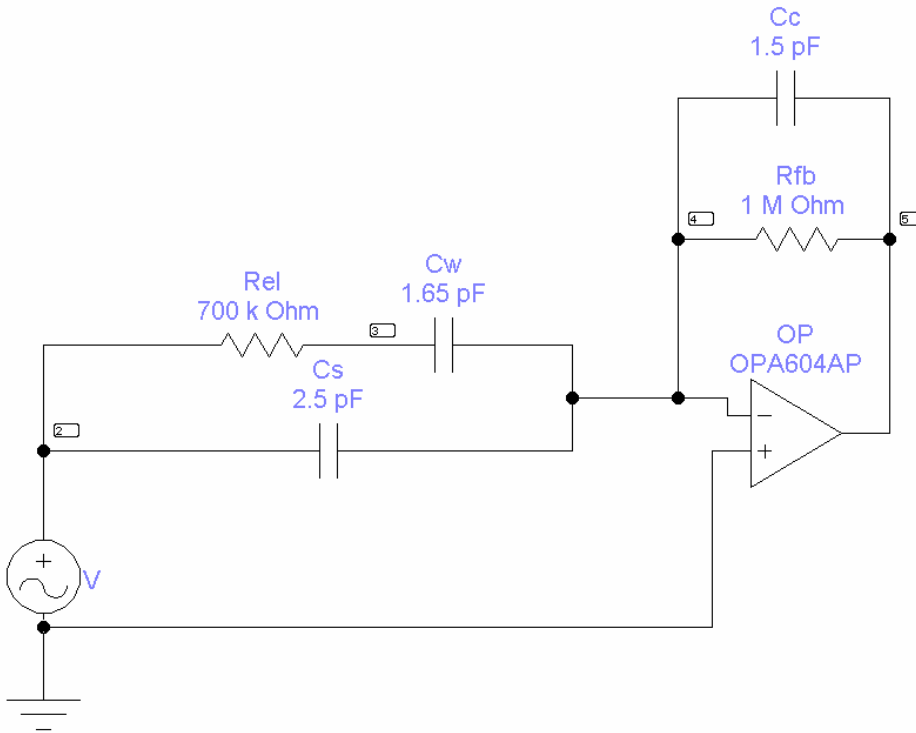 Cc
1.5 pF
Rfb
1 M Ohm
4
5
Cw
1.65 pF
Rel
700 k Ohm
3
OP
OPA604AP
Cs
2.5 pF
2
V